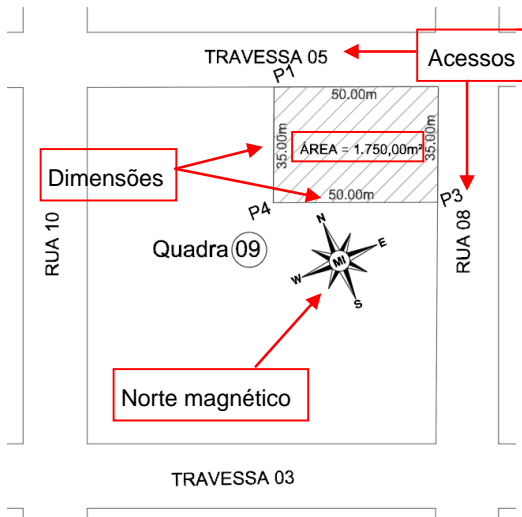 TRAVESSA 05
Acessos
P1
50.00m
35.00m
ÁREA = 1.750,00m²
35.00m
Dimensões
50.00m
P4
P3
RUA 10
RUA 08
Quadra 09
N
E
MI
W
S
Norte magnético
TRAVESSA 03